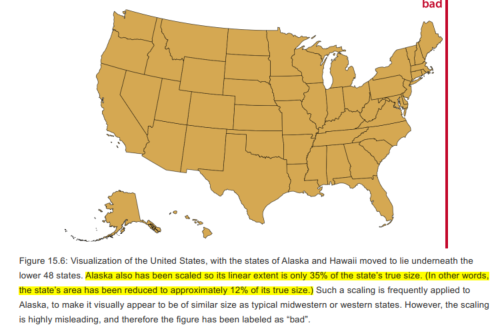 bad
Figure 15.6: Visualization of the United States, with the states of Alaska and Hawaii moved to lie underneath the
lower 48 states. Alaska also has been scaled so its linear extent is only 35% of the state's true size. (In other words,
the state's area has been reduced to approximately 12% of its true size.) Such a scaling is frequently applied to
Alaska, to make it visually appear to be of similar size as typical midwestern or western states. However, the scaling
is highly misleading, and therefore the figure has been labeled as “bad”.